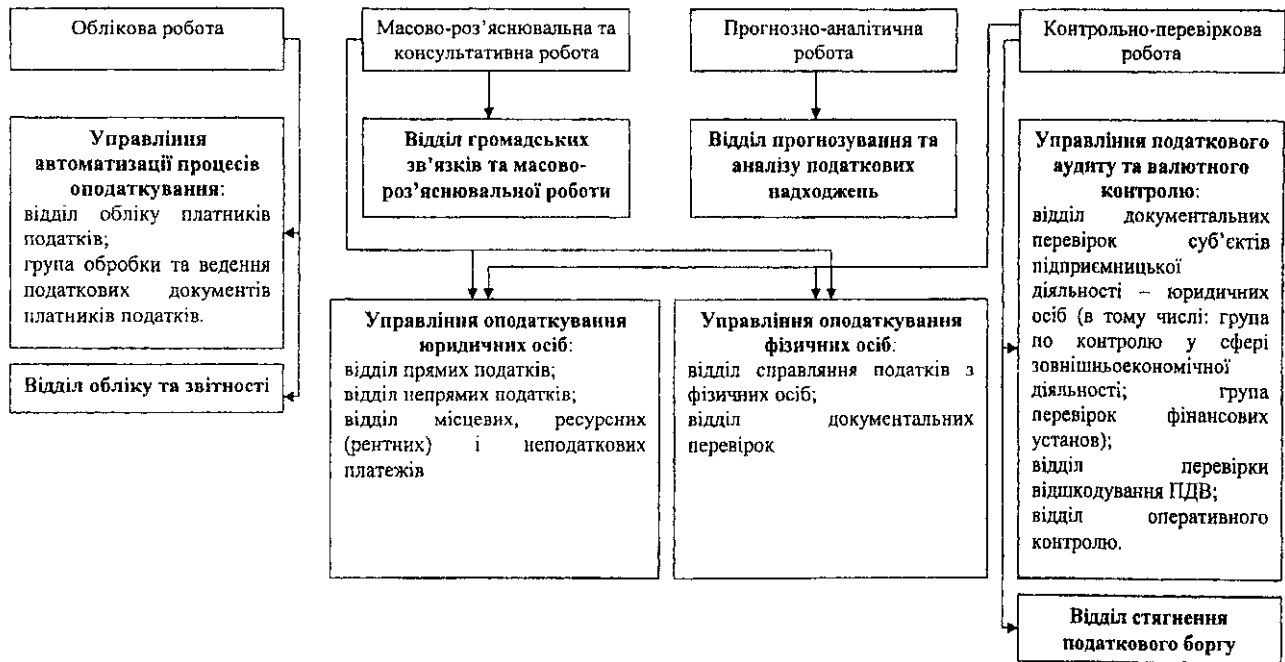 Облікова робота
Масово-роз’яснювальна та
консультативна робота
Прогнозно-аналітична
робота
Контрольно-перевіркова
робота
Управління
автоматизації процесів
оподаткування:
відділ обліку платників
податків;
група обробки та ведення
податкових документів
платників податків.
Відділ обліку та звітності
Відділ громадських
зв’язків та масово-
роз’яснювальної роботи
Відділ прогнозування та
аналізу податкових
надходжень
Управління оподаткування
юридичних осіб:
відділ прямих податків;
відділ непрямих податків;
відділ місцевих, ресурсних
(рентних) і неподаткових
платежів
Управління оподаткування
фізичних осіб:
відділ справляння податків з
фізичних осіб;
відділ документальних
перевірок
Управління податкового
аудиту та валютного
контролю:
відділ документальних
перевірок суб’єктів
підприємницької
діяльності – юридичних
осіб (в тому числі: група
по контролю у сфері
зовнішньоекономічної
діяльності; група
перевірок фінансових
установ);
відділ перевірки
відшкодування ПДВ;
відділ оперативного
контролю.
Відділ стягнення
податкового боргу